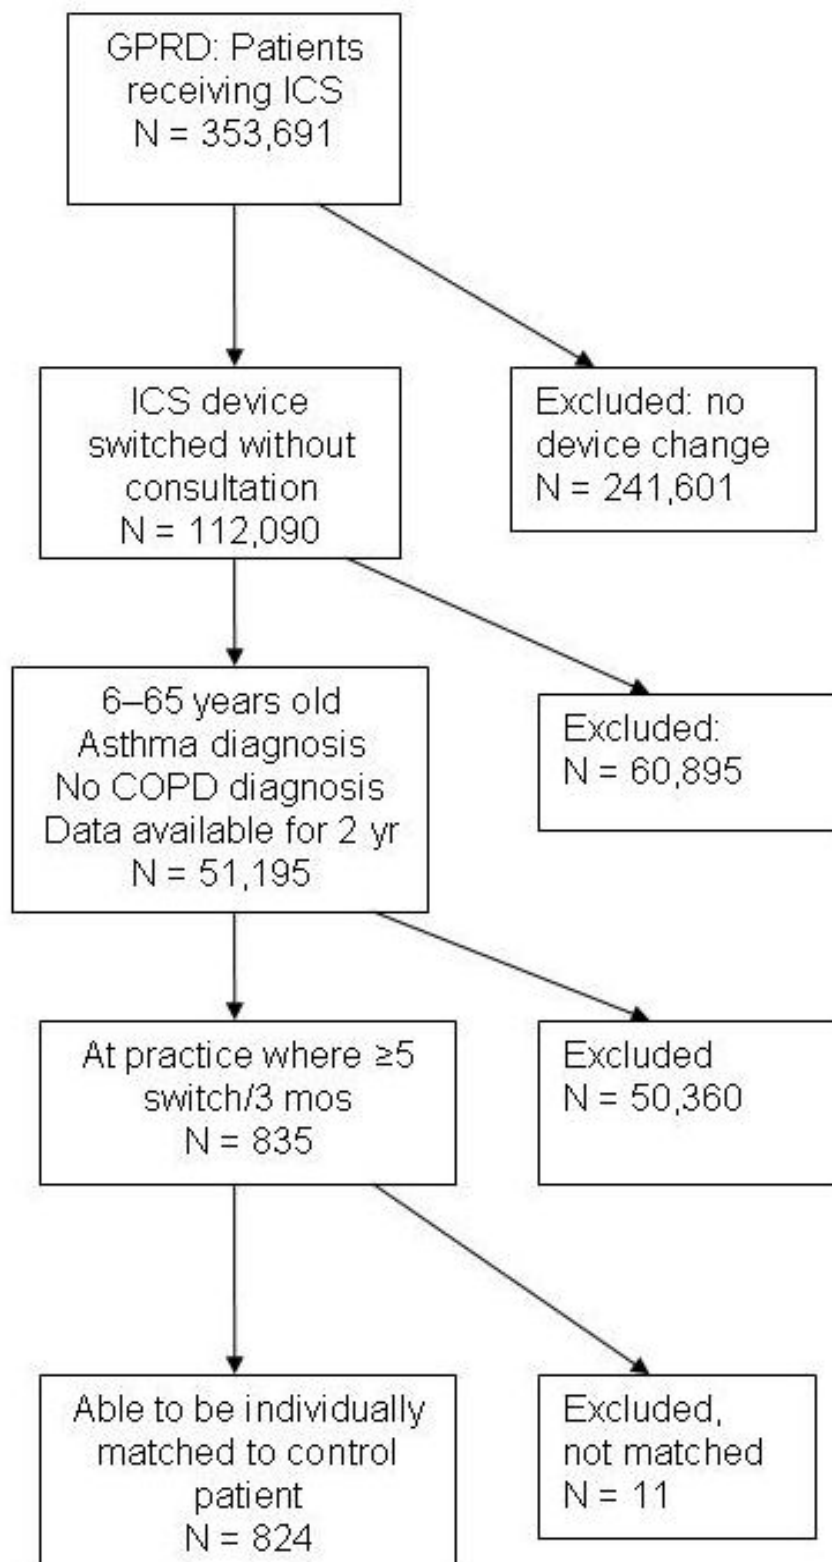 GPRD: Patients
receiving ICS
N = 353,691
ICS device
switched without
consultation
N = 112,090
Excluded: no
device change
N = 241,601
6–65 years old
Asthma diagnosis
No COPD diagnosis
Data available for 2 yr
N = 51,195
Excluded:
N = 60,895
At practice where ≥5
switch/3 mos
N = 835
Excluded
N = 50,360
Able to be individually
matched to control
patient
N = 824
Excluded,
not matched
N = 11